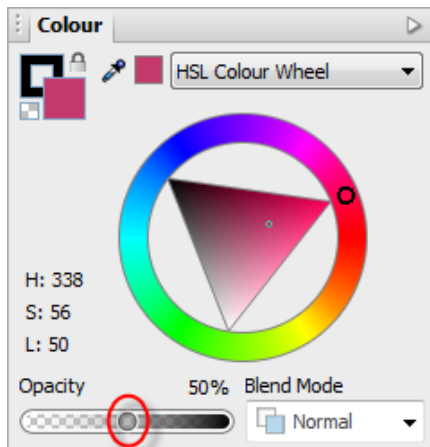 Colour
HSL Colour Wheel
H: 338
S: 56
L: 50
Opacity 50% Blend Mode
Normal